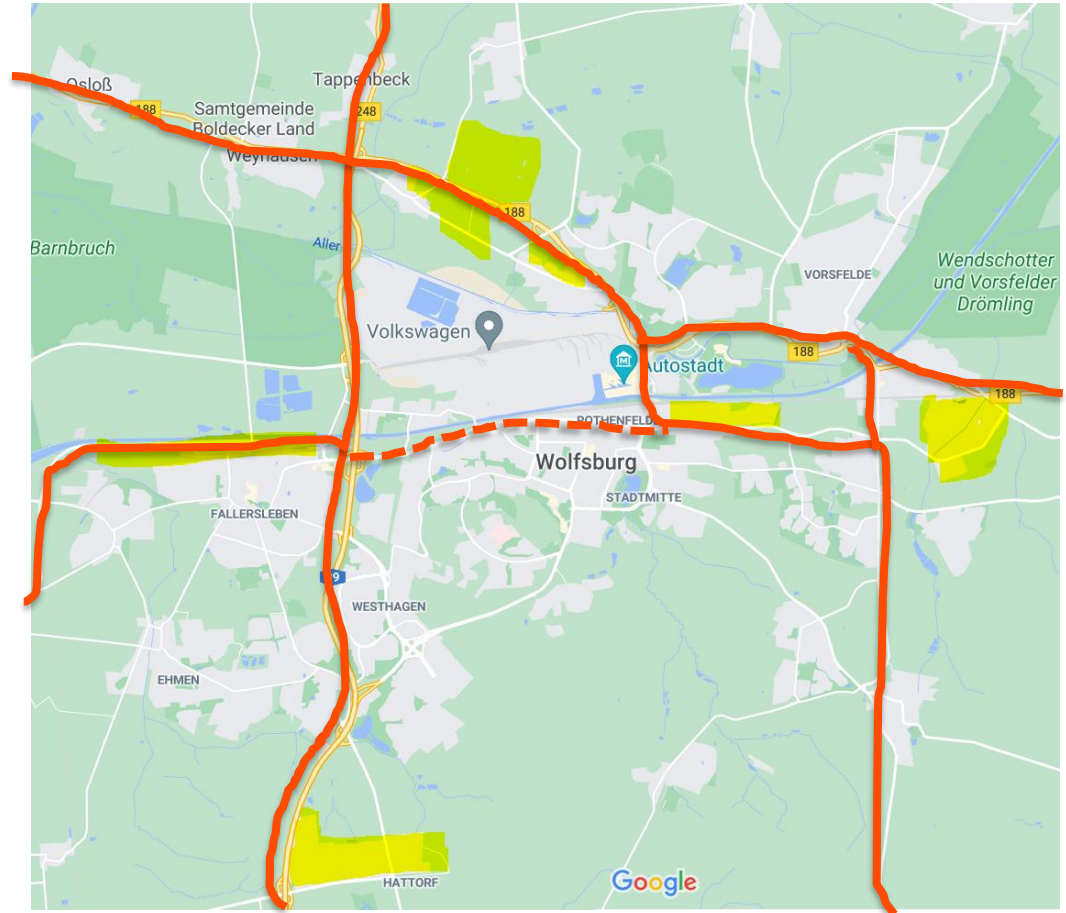 Osloß
Tappenbeck
188
248
Samtgemeinde
Boldecker Land
Weyhausen
188
Aller
Barnbruch
VORSFELDE
Wendschotter
und Vorsfelder
Drömling
Volkswagen
188
Autostadt
188
ROTHENFELDE
Wolfsburg
STADTMITTE
FALLERSLEBEN
WESTHAGEN
EHMEN
HATTORF
Google